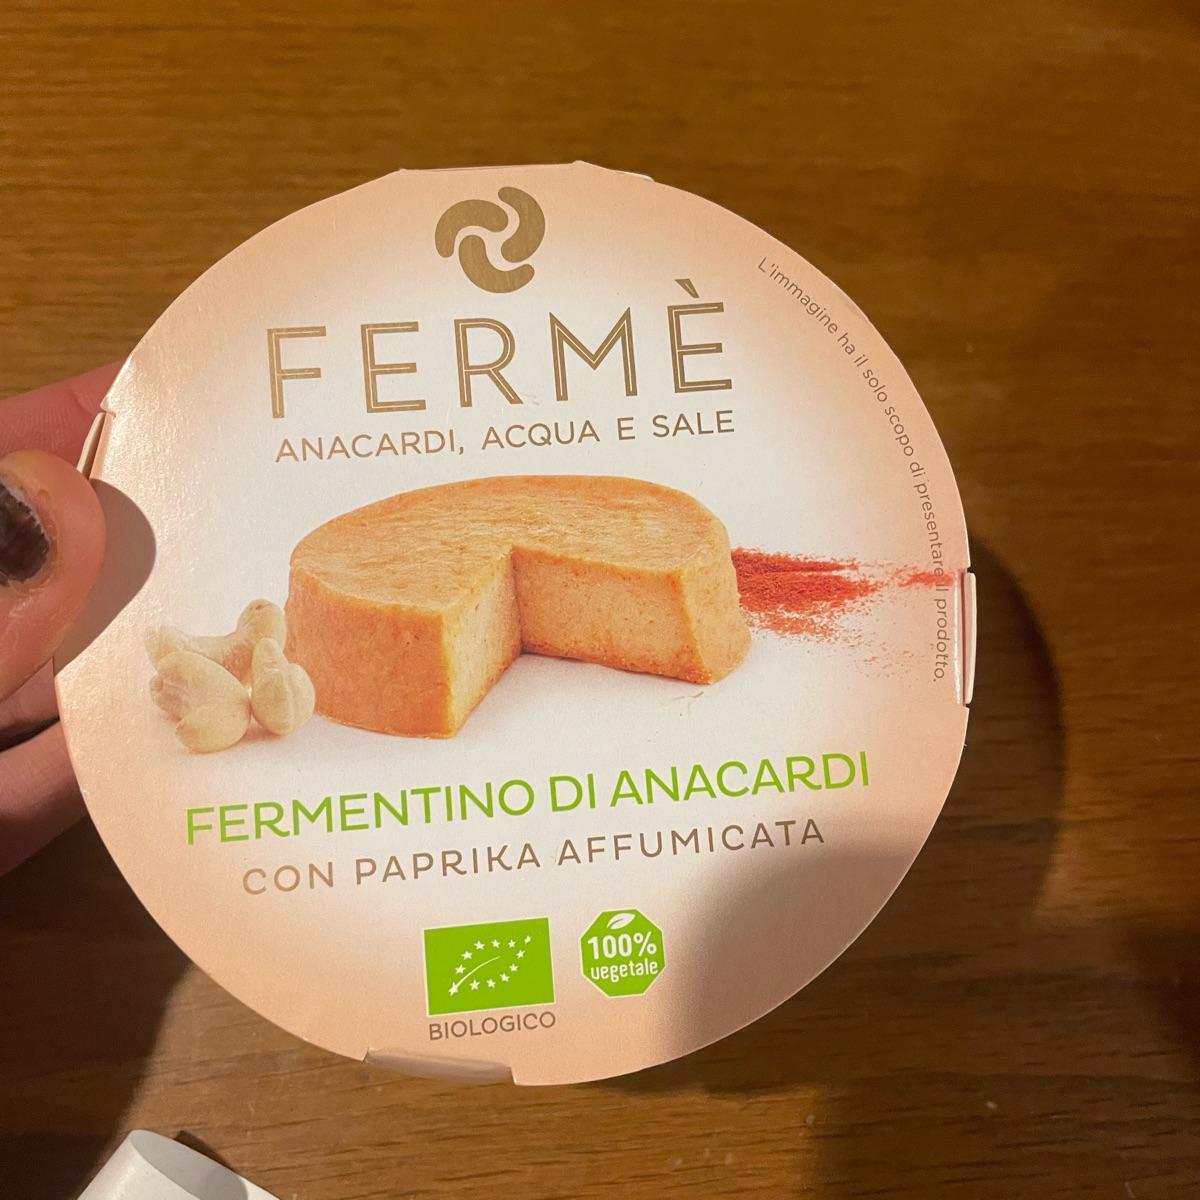 FERMÈ
ANACARDI, ACQUA E SALE
L'immagine ha il solo scopo di presentare il prodotto.
FERMENTINO DI ANACARDI
CON PAPRIKA AFFUMICATA
100%
vegetale
BIOLOGICO